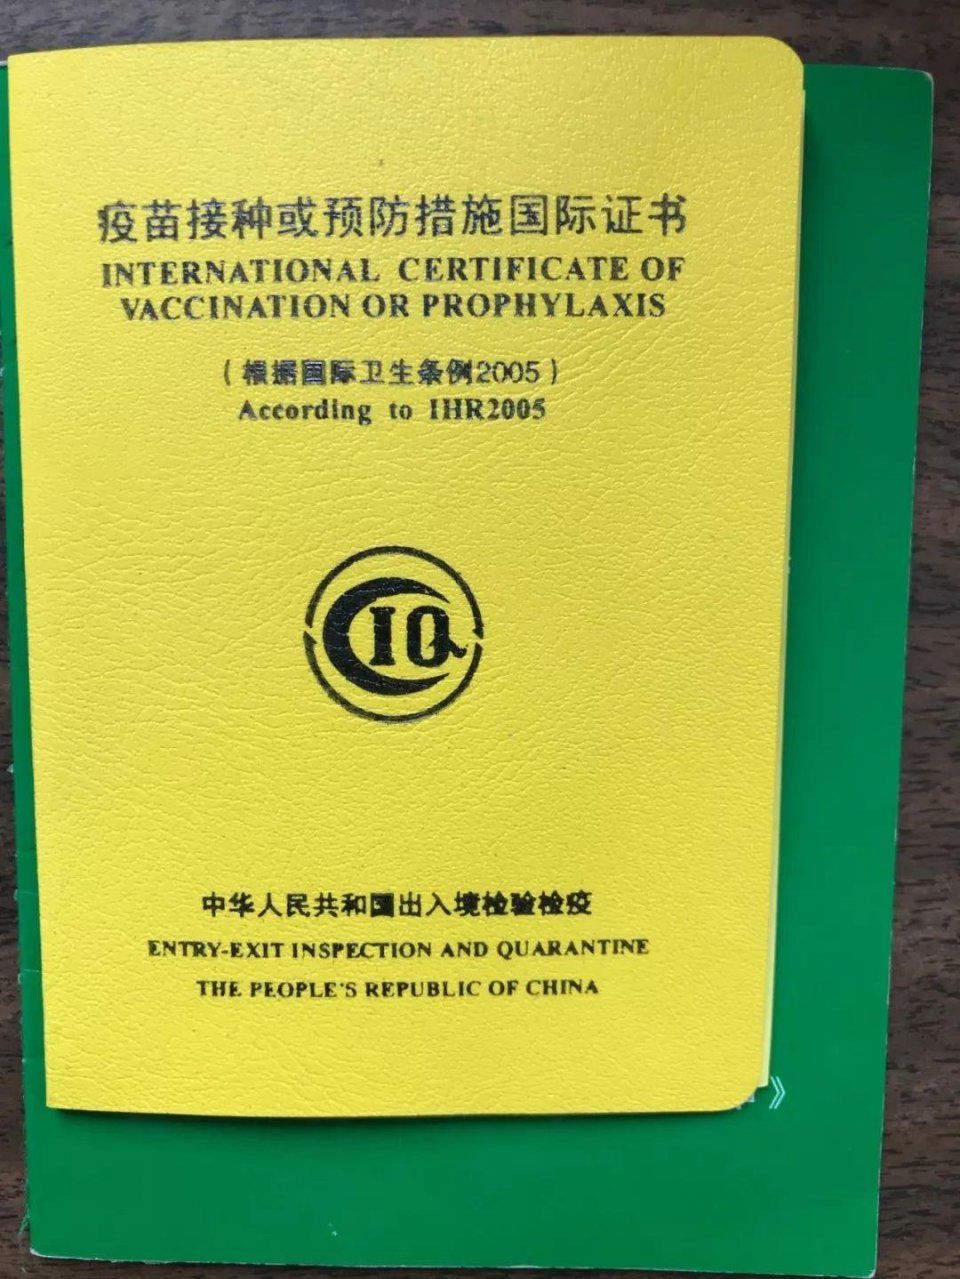 疫苗接种或预防措施国际证书
INTERNATIONAL CERTIFICATE OF
VACCINATION OR PROPHYLAXIS
（根据国际卫生条例2005）
According to IHR2005
CIQ
中华人民共和国出入境检验检疫
ENTRY-EXIT INSPECTION AND QUARANTINE
THE PEOPLE'S REPUBLIC OF CHINA
》